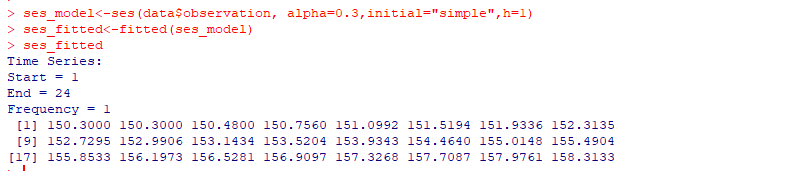 > ses_model<-ses(data$observation, alpha=0.3,initial="simple",h=1)
> ses_fitted<-fitted(ses_model)
> ses_fitted
Time Series:
Start = 1
End = 24
Frequency = 1
[1] 150.3000 150.3000 150.4800 150.7560 151.0992 151.5194 151.9336 152.3135
[9] 152.7295 152.9906 153.1434 153.5204 153.9343 154.4640 155.0148 155.4904
[17] 155.8533 156.1973 156.5281 156.9097 157.3268 157.7087 157.9761 158.3133